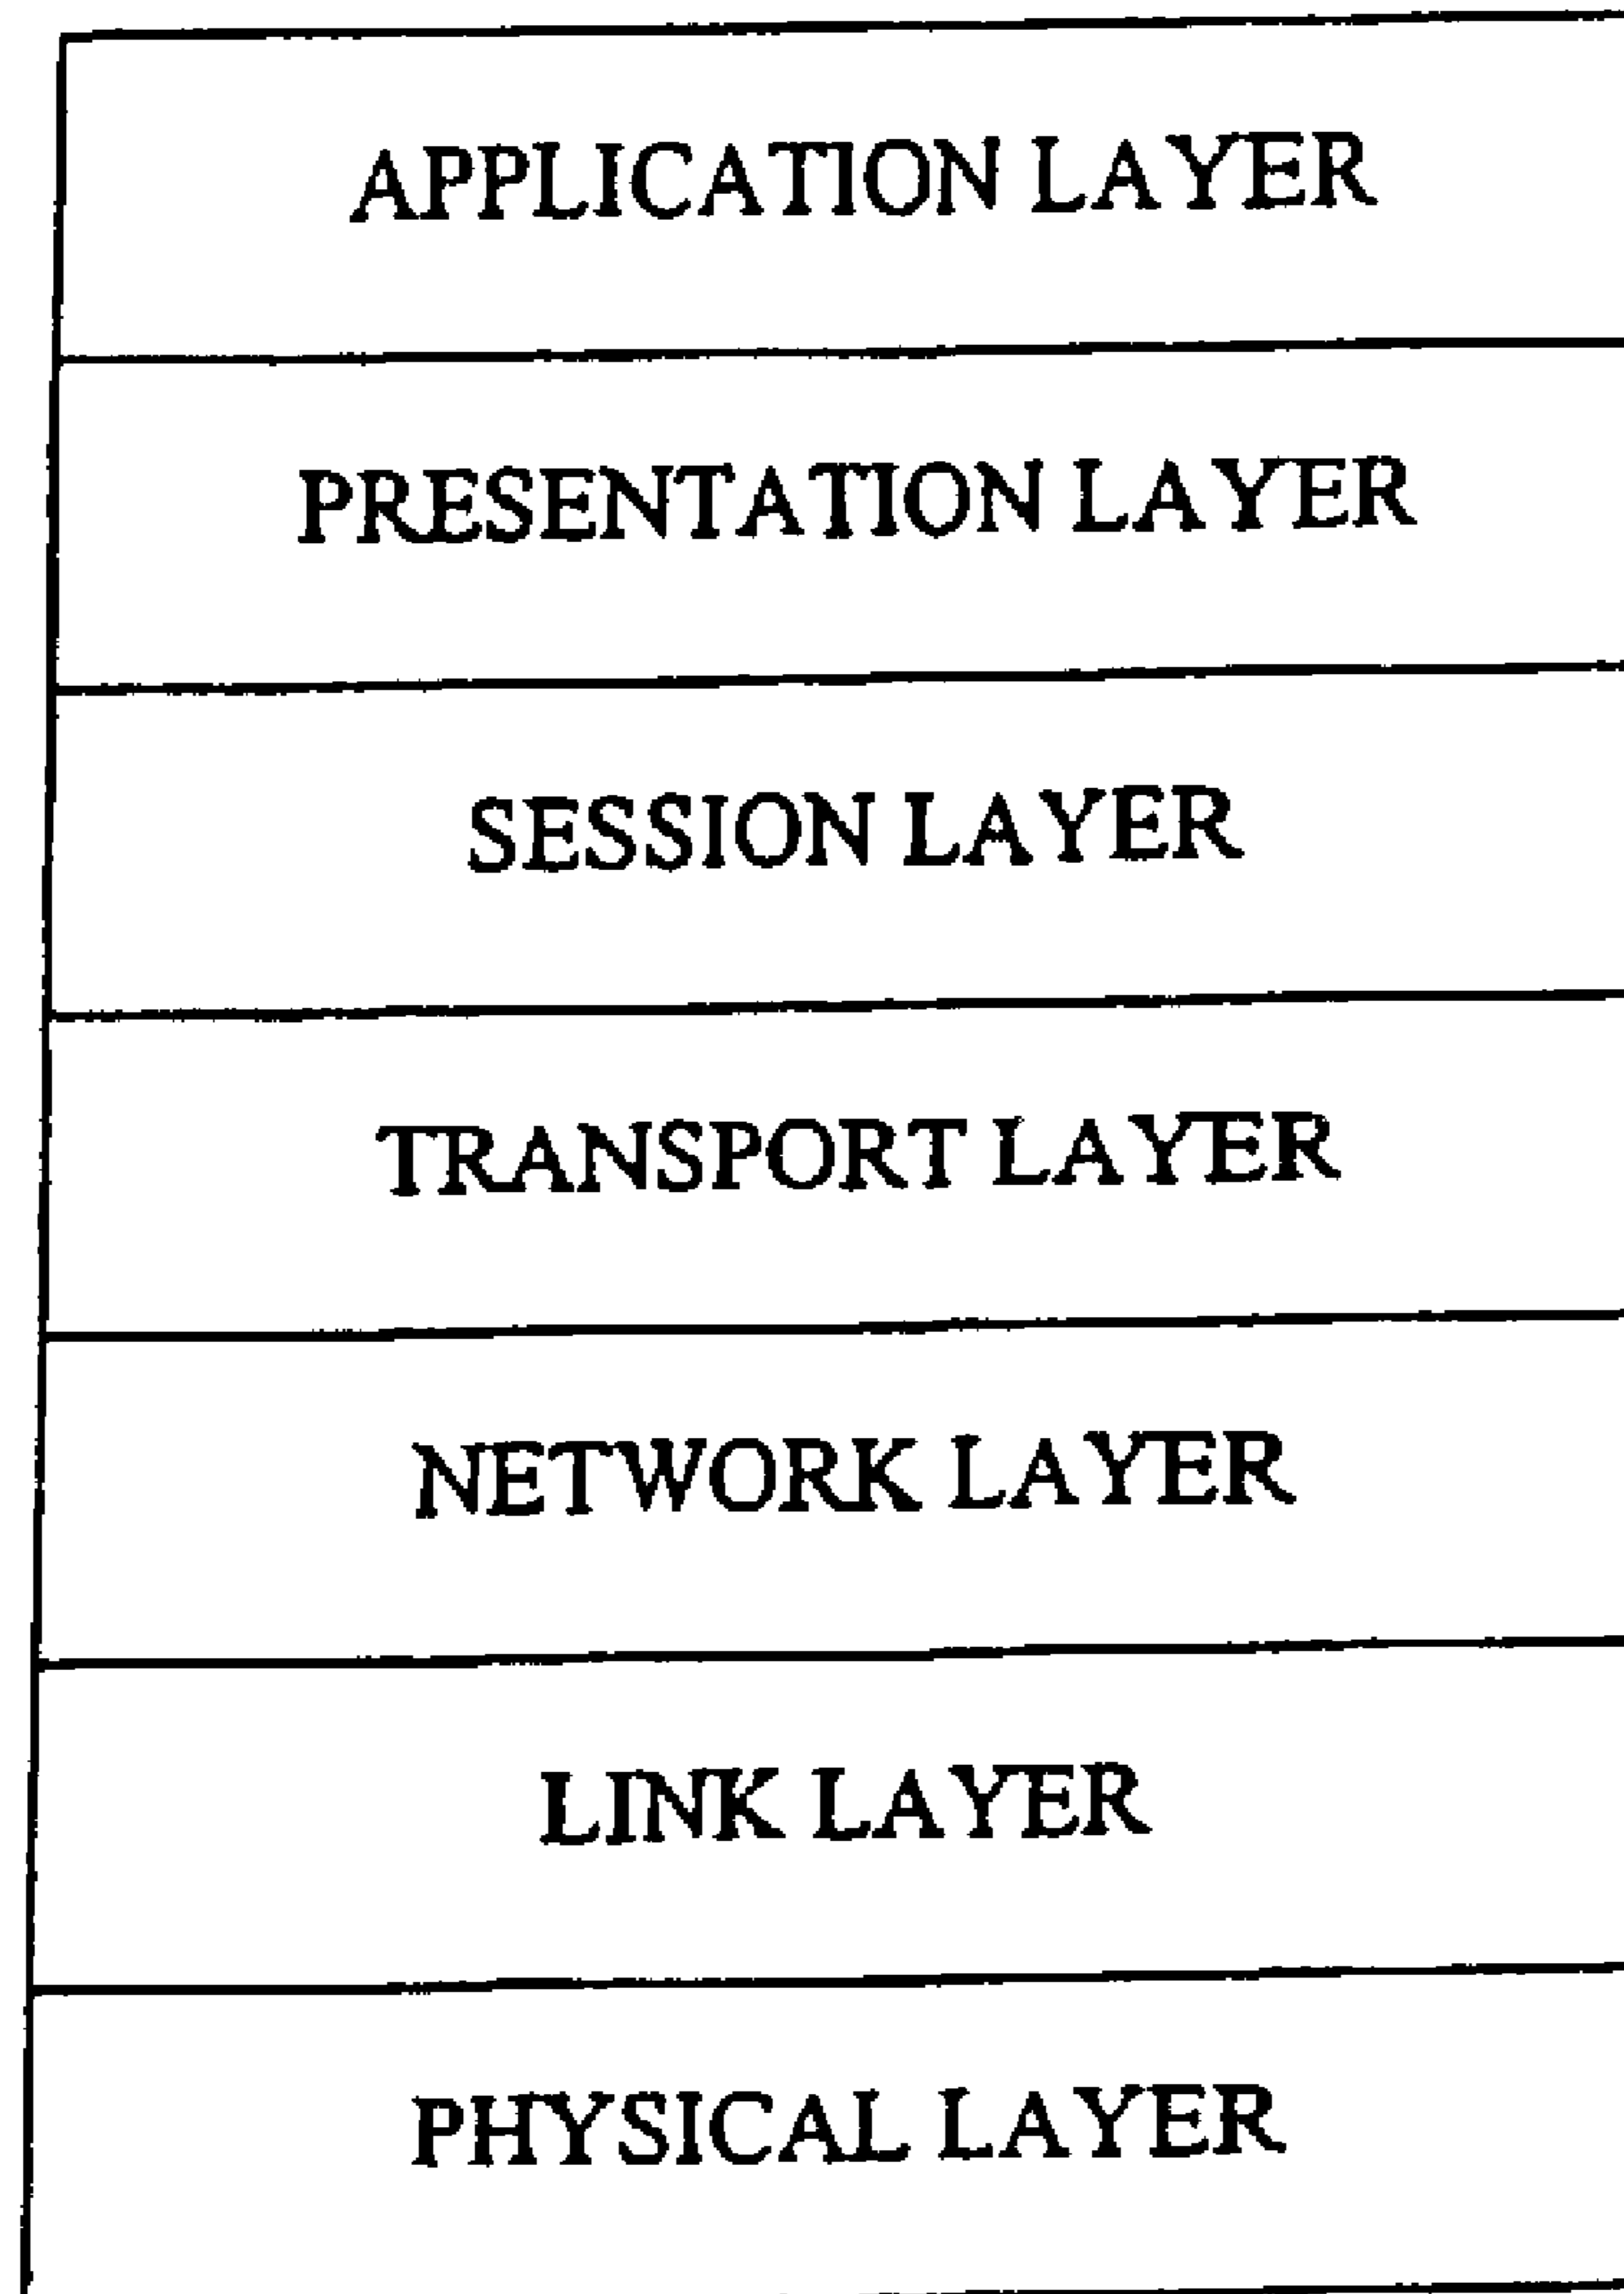 APPLICATION LAYER
PRESENTATION LAYER
SESSION LAYER
TRANSPORT LAYER
NETWORK LAYER
LINK LAYER
PHYSICAL LAYER